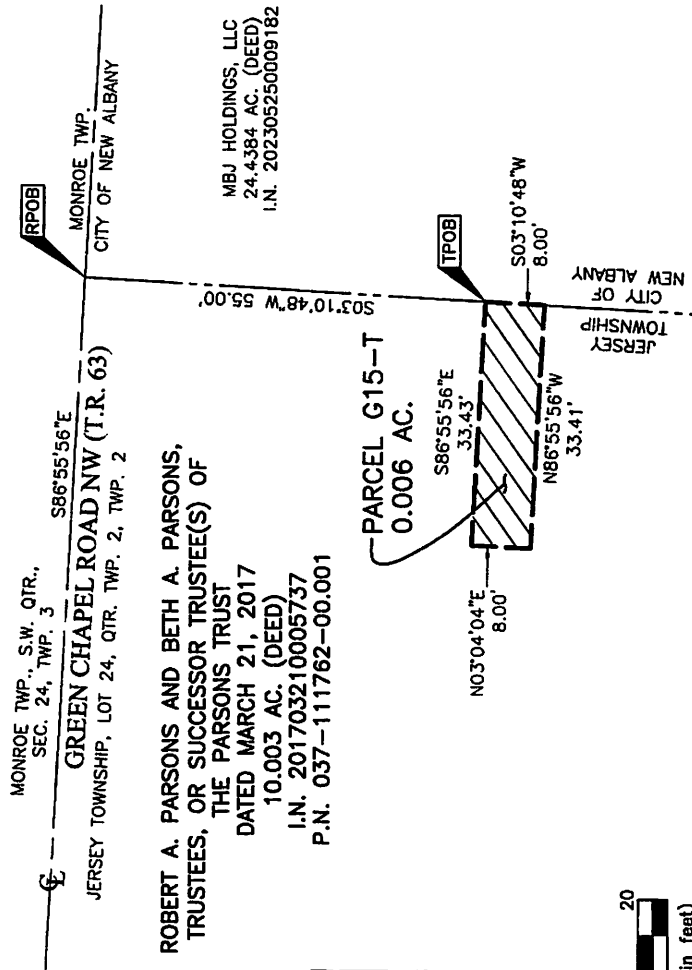 MONROE TWP., S.W. QTR.,
SEC. 24, TWP. 3
℄
S86°55'56"E
GREEN CHAPEL ROAD NW (T.R. 63)
JERSEY TOWNSHIP, LOT 24, QTR. TWP. 2, TWP. 2
RPOB
MONROE TWP.
CITY OF NEW ALBANY
MBJ HOLDINGS, LLC
24.4384 AC. (DEED)
I.N. 202305250009182
S03°10'48"W 55.00'
ROBERT A. PARSONS AND BETH A. PARSONS,
TRUSTEES, OR SUCCESSOR TRUSTEE(S) OF
THE PARSONS TRUST
DATED MARCH 21, 2017
10.003 AC. (DEED)
I.N. 201703210005737
P.N. 037-111762-00.001
PARCEL G15-T
0.006 AC.
TPOB
S86°55'56"E
33.43'
S03°10'48"W
8.00'
N03°04'04"E
8.00'
N86°55'56"W
33.41'
JERSEY
TOWNSHIP
CITY OF
NEW ALBANY
20
in feet)